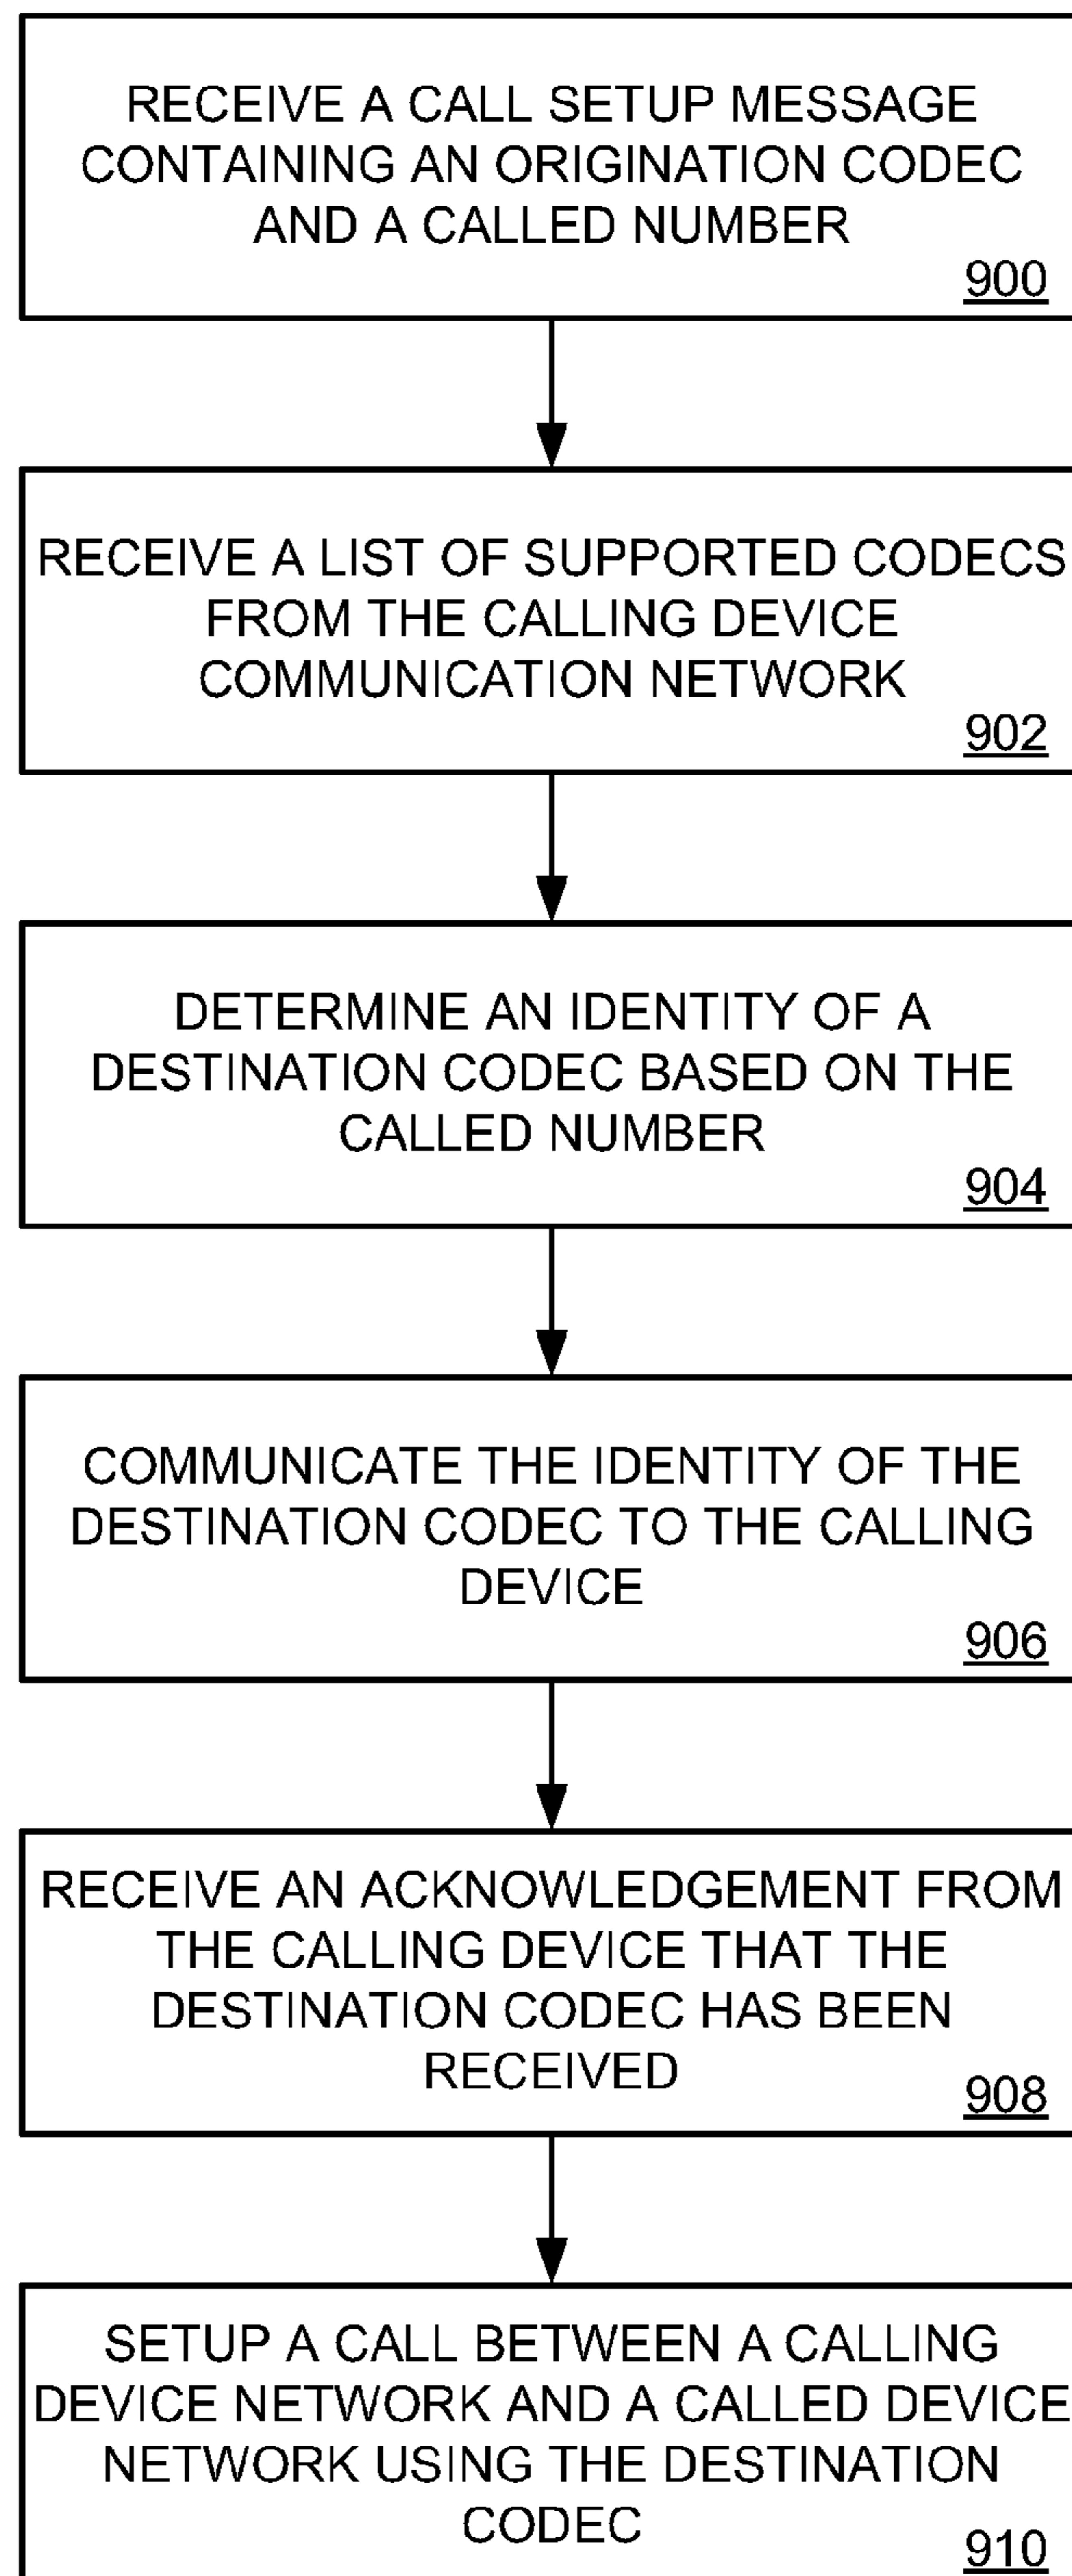 RECEIVE A CALL SETUP MESSAGE
CONTAINING AN ORIGINATION CODEC
AND A CALLED NUMBER
900
RECEIVE A LIST OF SUPPORTED CODECS
FROM THE CALLING DEVICE
COMMUNICATION NETWORK
902
DETERMINE AN IDENTITY OF A
DESTINATION CODEC BASED ON THE
CALLED NUMBER
904
COMMUNICATE THE IDENTITY OF THE
DESTINATION CODEC TO THE CALLING
DEVICE
906
RECEIVE AN ACKNOWLEDGEMENT FROM
THE CALLING DEVICE THAT THE
DESTINATION CODEC HAS BEEN
RECEIVED
908
SETUP A CALL BETWEEN A CALLING
DEVICE NETWORK AND A CALLED DEVICE
NETWORK USING THE DESTINATION
CODEC
910